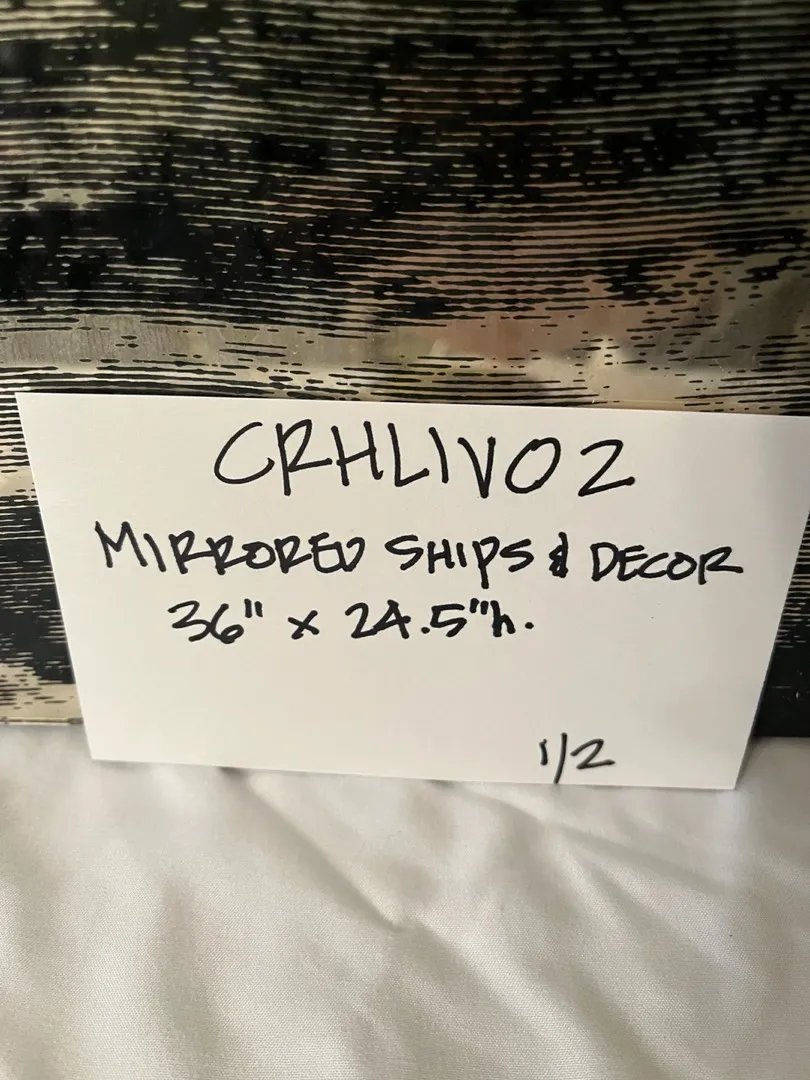 CRHLIV02
MIRRORED SHIPS & DECOR
36" x 24.5"h.
1/2